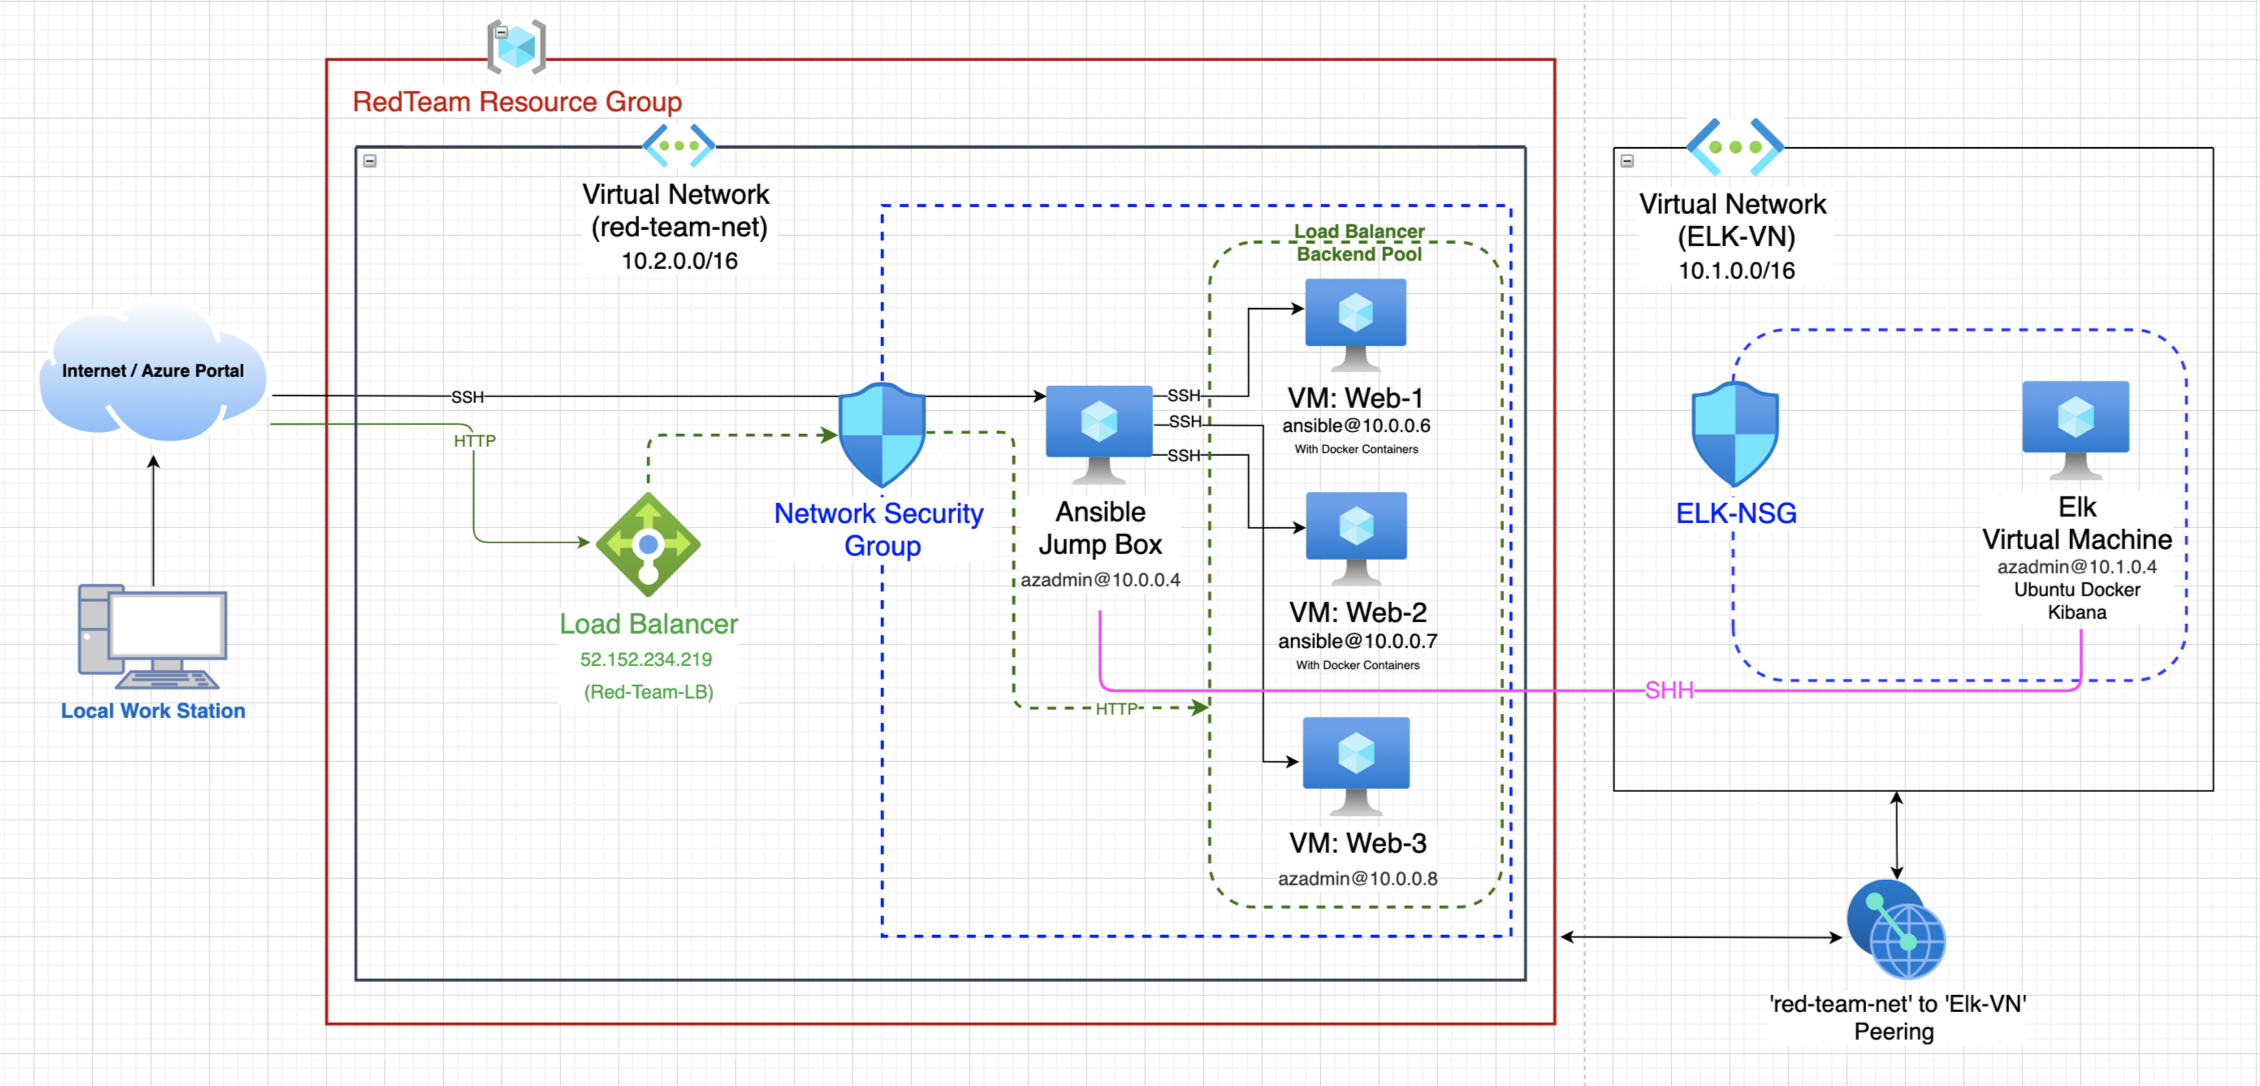 RedTeam Resource Group
Virtual Network
(red-team-net)
10.2.0.0/16
Internet / Azure Portal
SSH
HTTP
Local Work Station
Load Balancer
52.152.234.219
(Red-Team-LB)
Network Security
Group
Ansible
Jump Box
azadmin@10.0.0.4
SSH
SSH
SSH
HTTP
Load Balancer
Backend Pool
VM: Web-1
ansible@10.0.0.6
With Docker Containers
VM: Web-2
ansible@10.0.0.7
With Docker Containers
VM: Web-3
azadmin@10.0.0.8
SHH
Virtual Network
(ELK-VN)
10.1.0.0/16
ELK-NSG
Elk
Virtual Machine
azadmin@10.1.0.4
Ubuntu Docker
Kibana
'red-team-net' to 'Elk-VN'
Peering